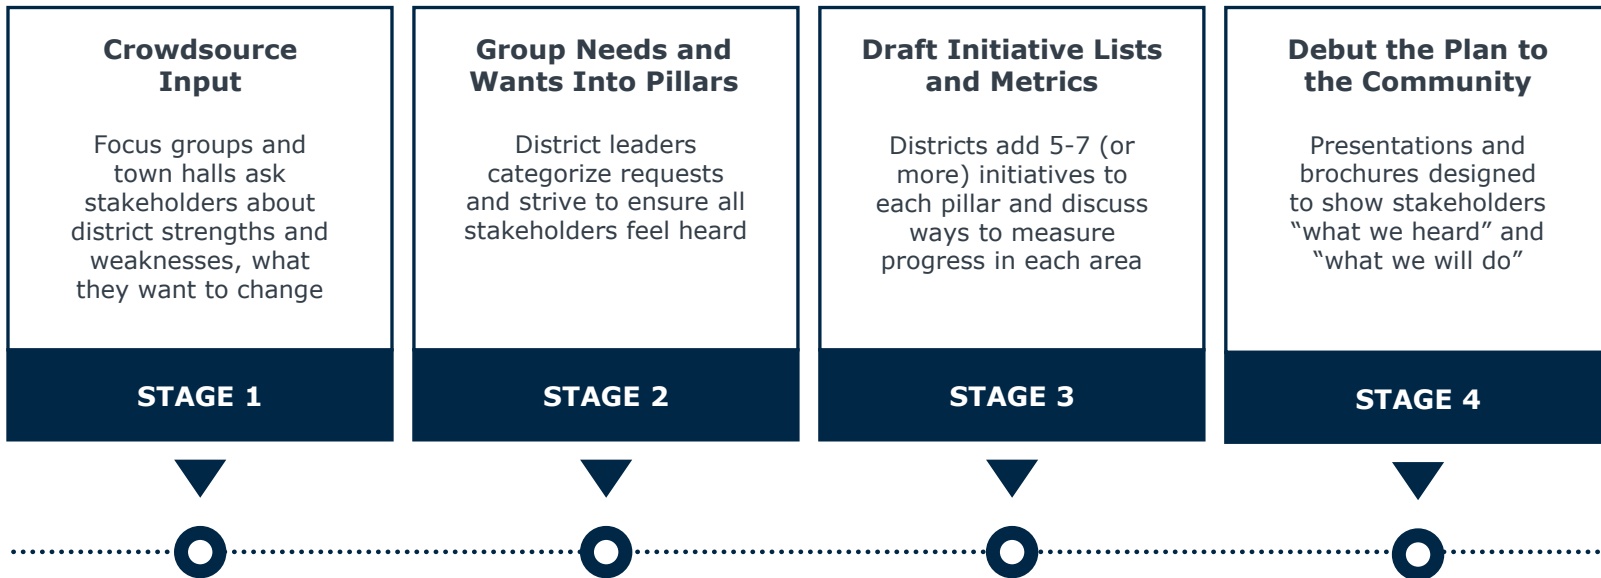 Crowdsource
Input
Focus groups and
town halls ask
stakeholders about
district strengths and
weaknesses, what
they want to change
STAGE 1
Group Needs and
Wants Into Pillars
District leaders
categorize requests
and strive to ensure all
stakeholders feel heard
STAGE 2
Draft Initiative Lists
and Metrics
Districts add 5-7 (or
more) initiatives to
each pillar and discuss
ways to measure
progress in each area
STAGE 3
Debut the Plan to
the Community
Presentations and
brochures designed
to show stakeholders
“what we heard” and
“what we will do”
STAGE 4